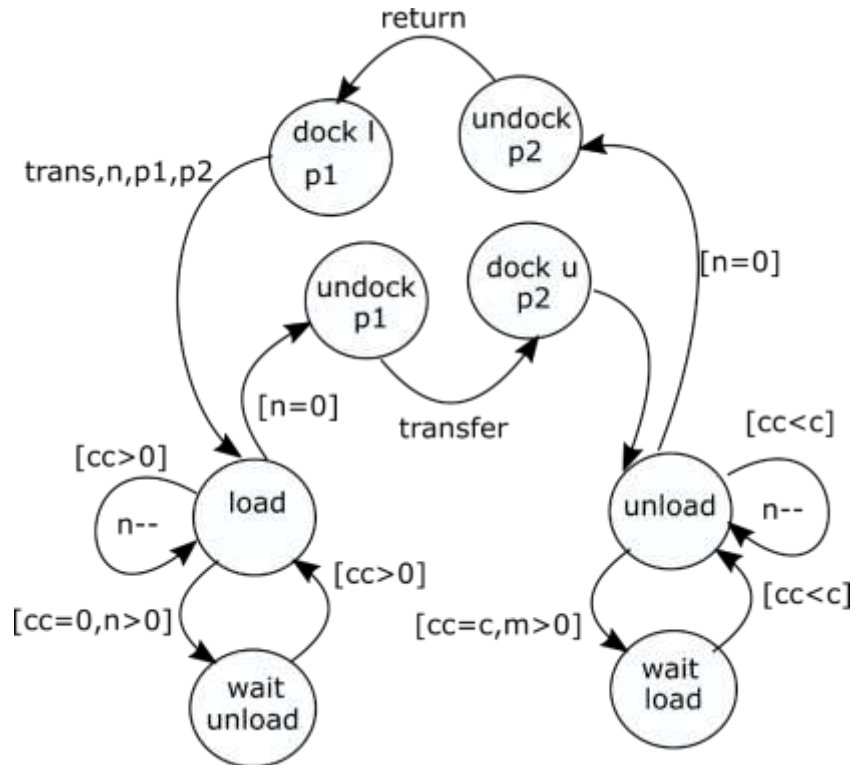 return
dock l
p1
undock
p2
trans,n,p1,p2
undock
p1
dock u
p2
[n=0]
[n=0]
transfer
[cc>0]
[cc<c]
load
unload
n--
n--
[cc>0]
[cc<c]
[cc=0,n>0]
[cc=c,m>0]
wait
unload
wait
load